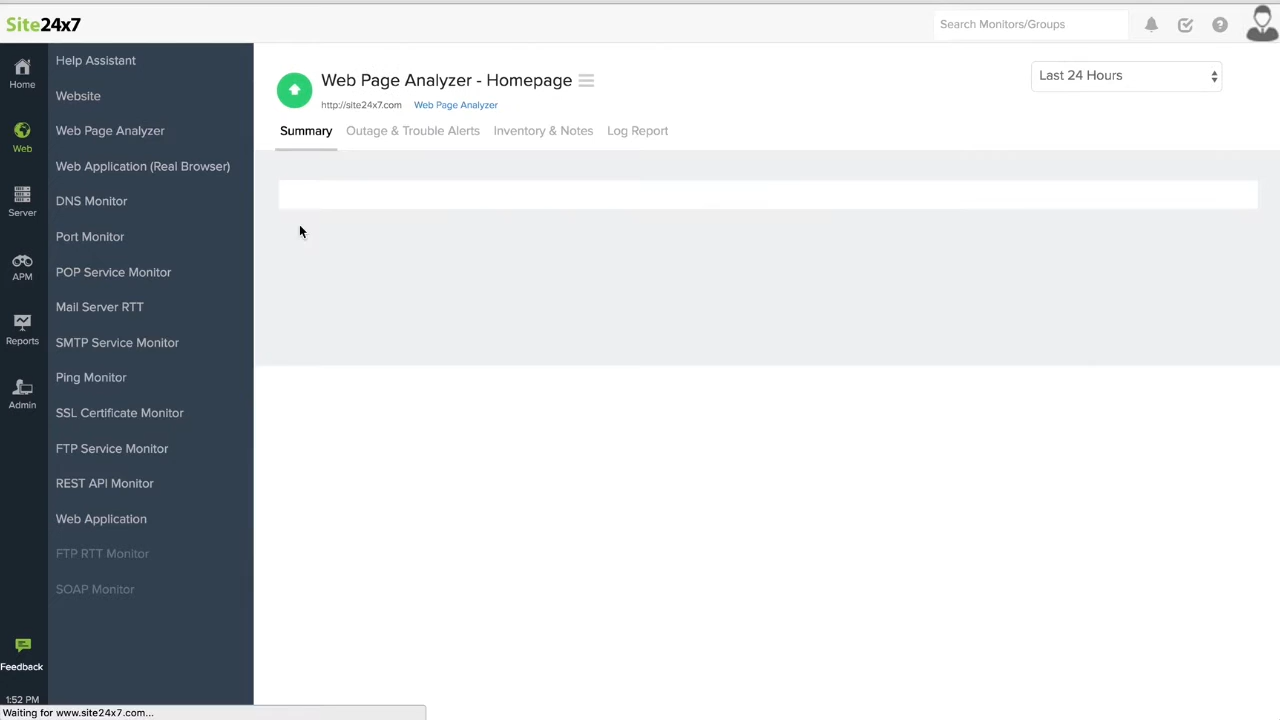 Site24x7
Search Monitors/Groups
Home
Web
Server
APM
Reports
Admin
Feedback
1:52 PM
Help Assistant
Website
Web Page Analyzer
Web Application (Real Browser)
DNS Monitor
Port Monitor
POP Service Monitor
Mail Server RTT
SMTP Service Monitor
Ping Monitor
SSL Certificate Monitor
FTP Service Monitor
REST API Monitor
Web Application
FTP RTT Monitor
SOAP Monitor
Web Page Analyzer - Homepage
Last 24 Hours
http://site24x7.com Web Page Analyzer
Summary Outage & Trouble Alerts Inventory & Notes Log Report
Waiting for www.site24x7.com...